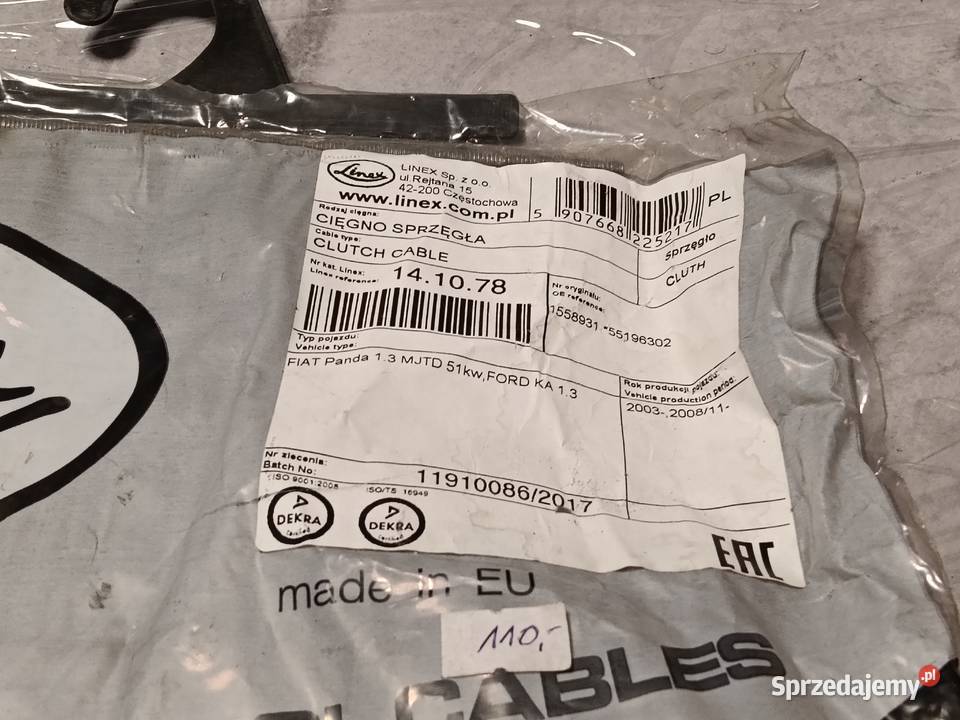 Linex
LINEX Sp. z o.o.
ul.Rejtana 15
42-200 Częstochowa
www.linex.com.pl
5 907668 225217
PL
Rodzaj cięgna:
CIĘGNO SPRZĘGŁA
sprzęgło
Cable type:
CLUTCH cABLE
CLUTH
Nr kat. Linex:
Linex reference:
14.10.78
Nr oryginału:
OE reference:
1558931.*55196302
Typ pojazdu:
Vehicle type:
FIAT Panda 1.3 MJTD 51kw,FORD KA 1.3
Rok produkcji pojazdu:
Vehicle production period:
2003-,2008/11-
Nr zlecenia:
Batch No:
11910086/2017
ISO 9001:2008
ISO/TS 16949
DEKRA
certified
DEKRA
certified
EAC
made in EU
110,-
CABLES
Sprzedajemy.pl